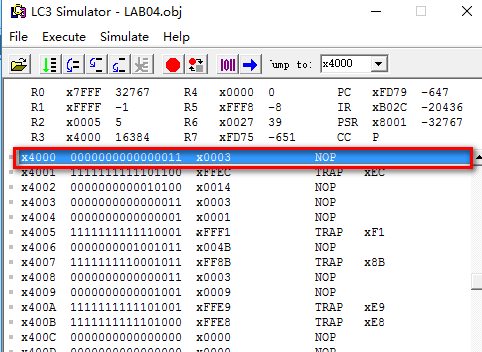 LC3 Simulator - LAB04.obj
File Execute Simulate Help
Jump to: x4000
R0 x7FFF 32767 R4 x0000 0 PC xFD79 -647
R1 xFFFF -1 R5 xFFF8 -8 IR xB02C -20436
R2 x0005 5 R6 x0027 39 PSR x8001 -32767
R3 x4000 16384 R7 xFD75 -651 CC P
x4000 0000000000000011 x0003 NOP
x4001 1111111111101100 xFFEC TRAP xEC
x4002 0000000000010100 x0014 NOP
x4003 0000000000000011 x0003 NOP
x4004 0000000000000001 x0001 NOP
x4005 1111111111110001 xFFF1 TRAP xF1
x4006 0000000001001011 x004B NOP
x4007 1111111110001011 xFF8B TRAP x8B
x4008 0000000000000011 x0003 NOP
x4009 0000000000001001 x0009 NOP
x400A 1111111111101001 xFFE9 TRAP xE9
x400B 1111111111101000 xFFE8 TRAP xE8
x400C 0000000000000000 x0000 NOP